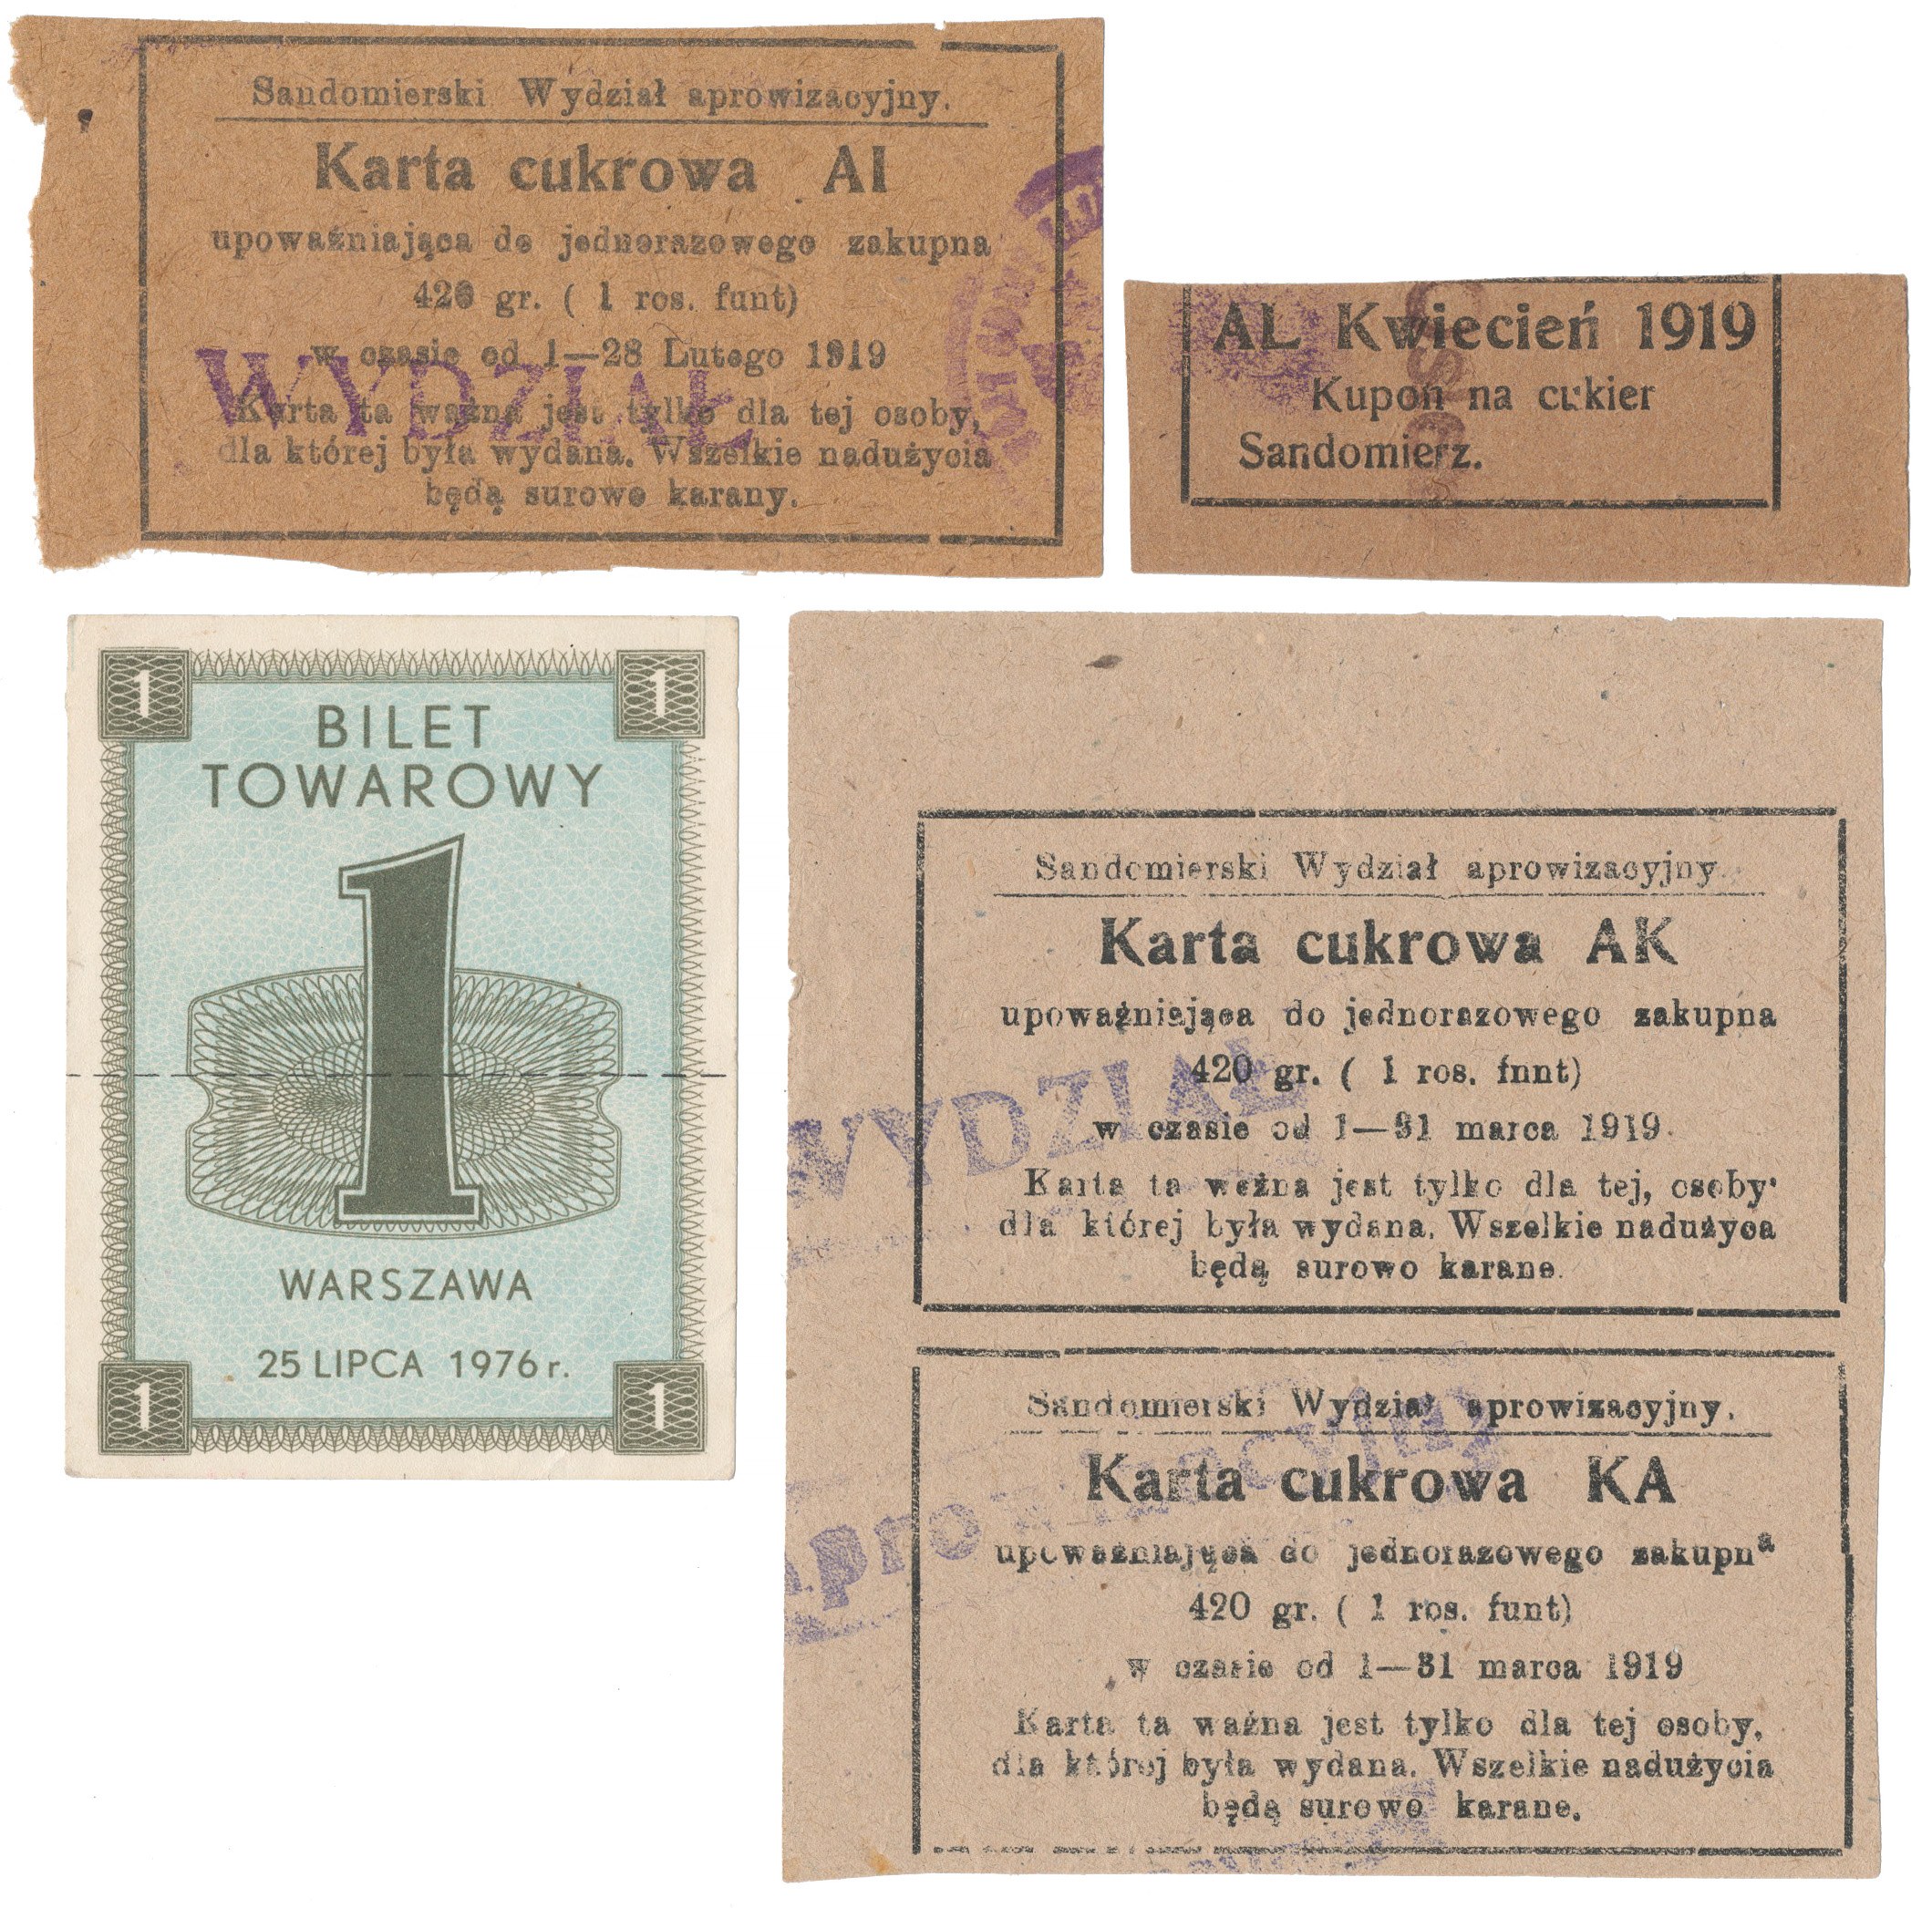 Sandomierski Wydział aprowizacyjny.
Karta cukrowa AI
upoważniająca do jednorazowego zakupna
420 gr. ( 1 ros. funt)
w czasie od 1—28 Lutego 1919
Karta ta ważna jest tylko dla tej osoby,
dla której była wydana. Wszelkie nadużycia
będą surowo karany.
WYDZIAŁ
AL Kwiecień 1919
Kupon na cukier
Sandomierz.
1 1
BILET
TOWAROWY
1
WARSZAWA
25 LIPCA 1976 r.
1 1
Sandomierski Wydział aprowizacyjny.
Karta cukrowa AK
upoważniająca do jednorazowego zakupna
420 gr. ( 1 ros. fnnt)
w czasie od 1—31 marca 1919.
Karta ta ważna jest tylko dla tej, osoby
dla której była wydana. Wszelkie nadużyca
będą surowo karane.
WYDZIAŁ
Sandomierski Wydział aprowizacyjny.
Karta cukrowa KA
upoważniająca do jednorazowego zakupna
420 gr. ( 1 ros. funt)
w czasie od 1—31 marca 1919
Karta ta ważna jest tylko dla tej osoby,
dla której była wydana. Wszelkie nadużycia
będą surowo karane.